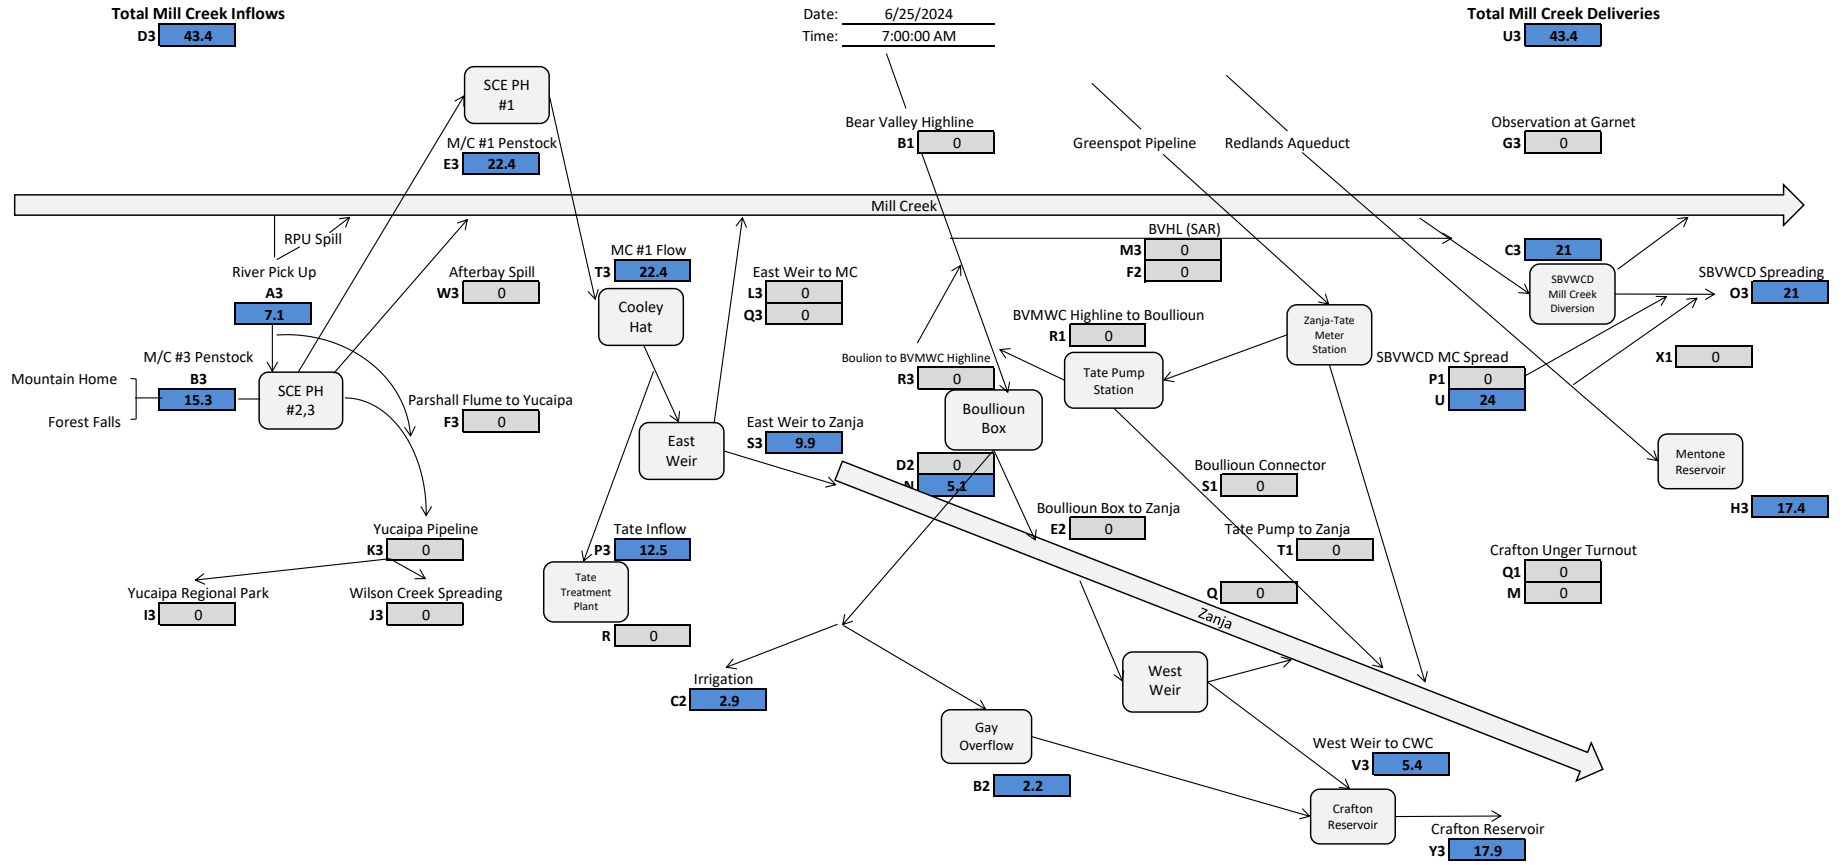 Total Mill Creek Inflows
D3 43.4
Date: 6/25/2024
Time: 7:00:00 AM
Total Mill Creek Deliveries
U3 43.4
SCE PH
#1
M/C #1 Penstock
E3 22.4
Bear Valley Highline
B1 0
Greenspot Pipeline
Redlands Aqueduct
Observation at Garnet
G3 0
Mill Creek
RPU Spill
River Pick Up
A3
7.1
Afterbay Spill
W3 0
MC #1 Flow
T3 22.4
Cooley
Hat
East Weir to MC
L3 0
Q3 0
BVHL (SAR)
M3 0
F2 0
C3 21
SBVWCD
Mill Creek
Diversion
SBVWCD Spreading
O3 21
BVMWC Highline to Boullioun
R1 0
Zanja-Tate
Meter
Station
M/C #3 Penstock
B3
15.3
Mountain Home
Forest Falls
SCE PH
#2,3
Parshall Flume to Yucaipa
F3 0
Boulion to BVMWC Highline
R3 0
Tate Pump
Station
SBVWCD MC Spread
P1 0
U 24
X1 0
Boullioun
Box
East
Weir
East Weir to Zanja
S3 9.9
D2 0
N 5.1
Boullioun Connector
S1 0
Mentone
Reservoir
H3 17.4
Boullioun Box to Zanja
E2 0
Tate Pump to Zanja
T1 0
Yucaipa Pipeline
K3 0
Tate Inflow
P3 12.5
Tate
Treatment
Plant
R 0
Crafton Unger Turnout
Q1 0
M 0
Yucaipa Regional Park
I3 0
Wilson Creek Spreading
J3 0
Q 0
Zanja
Irrigation
C2 2.9
West
Weir
Gay
Overflow
B2 2.2
West Weir to CWC
V3 5.4
Crafton
Reservoir
Crafton Reservoir
Y3 17.9